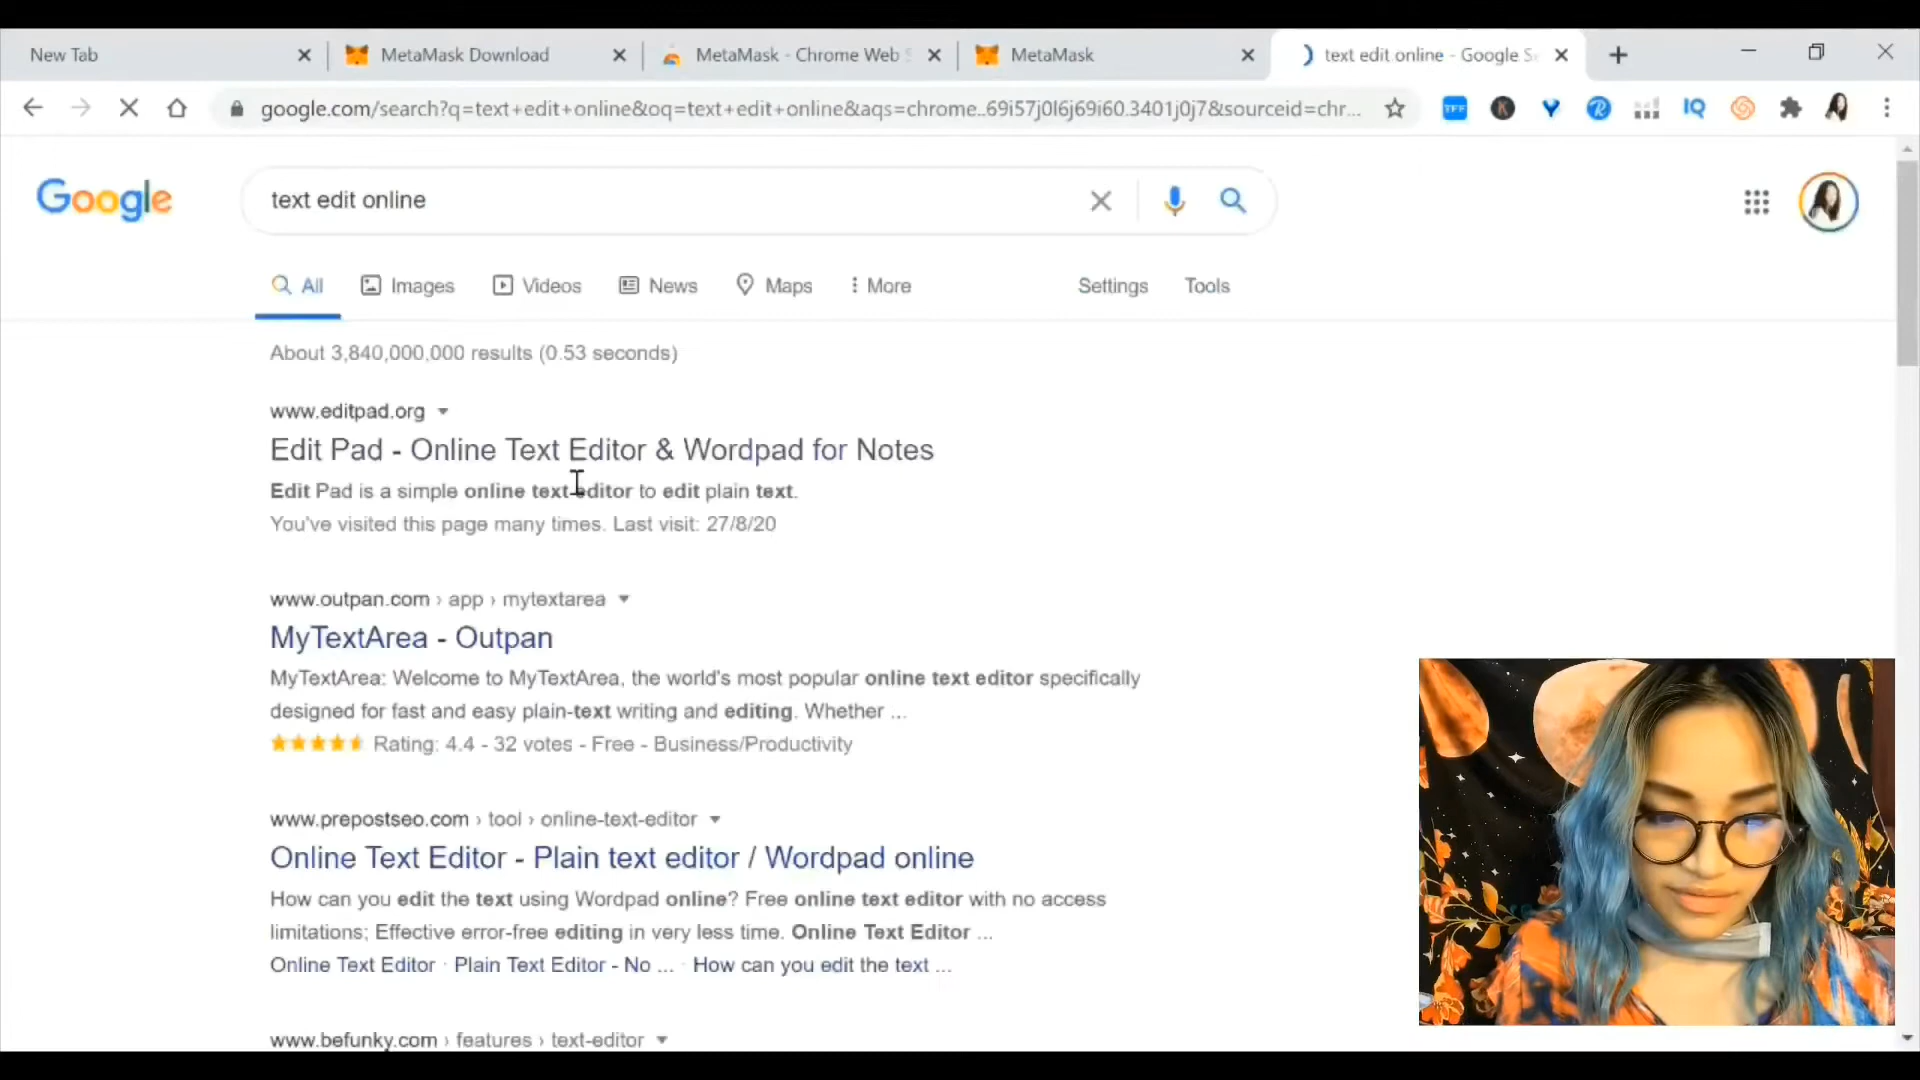 New Tab
MetaMask Download
MetaMask - Chrome Web S
MetaMask
text edit online - Google Se
google.com/search?q=text+edit+online&oq=text+edit+online&aqs=chrome..69i57j0l6j69i60.3401j0j7&sourceid=chr...
TFF
K
R
IQ
Google
text edit online
All
Images
Videos
News
Maps
More
Settings
Tools
About 3,840,000,000 results (0.53 seconds)
www.editpad.org
Edit Pad - Online Text Editor & Wordpad for Notes
Edit Pad is a simple online text editor to edit plain text.
You've visited this page many times. Last visit: 27/8/20
www.outpan.com › app › mytextarea
MyTextArea - Outpan
MyTextArea: Welcome to MyTextArea, the world's most popular online text editor specifically
designed for fast and easy plain-text writing and editing. Whether ...
Rating: 4.4 - 32 votes - Free - Business/Productivity
www.prepostseo.com › tool › online-text-editor
Online Text Editor - Plain text editor / Wordpad online
How can you edit the text using Wordpad online? Free online text editor with no access
limitations; Effective error-free editing in very less time. Online Text Editor ...
Online Text Editor · Plain Text Editor - No ... · How can you edit the text ...
www.befunky.com › features › text-editor